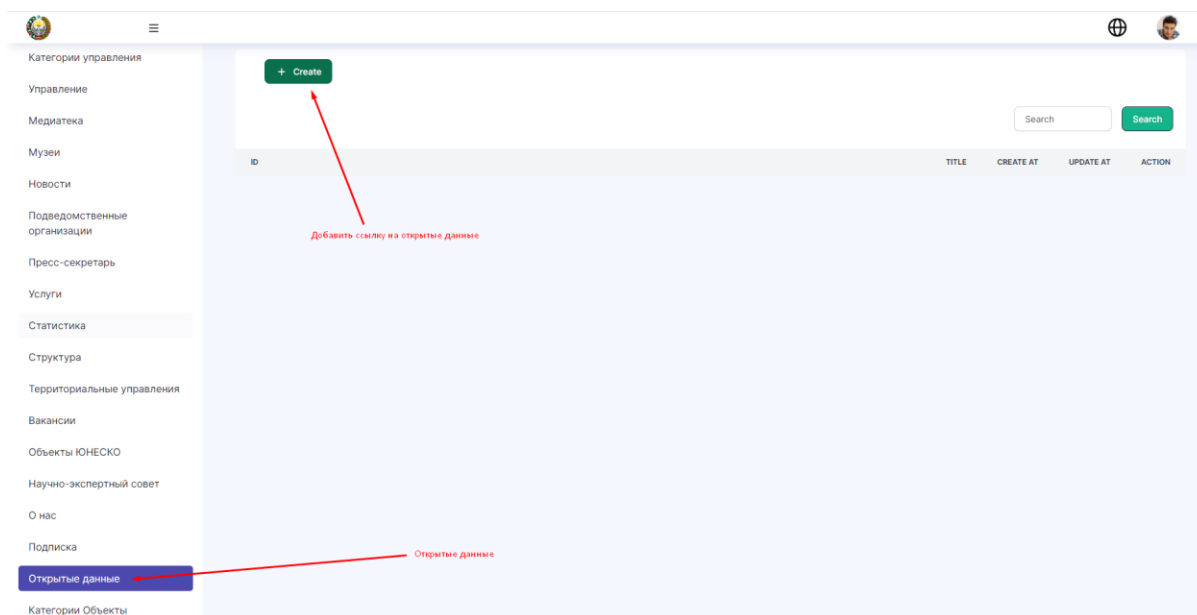 Категории управления
Управление
Медиатека
Музеи
Новости
Подведомственные
организации
Пресс-секретарь
Услуги
Статистика
Структура
Территориальные управления
Вакансии
Объекты ЮНЕСКО
Научно-экспертный совет
О нас
Подписка
Открытые данные
Категории Объекты
+ Create
Search
Search
ID
TITLE
CREATE AT
UPDATE AT
ACTION
Добавить ссылку на открытые данные
Открытые данные